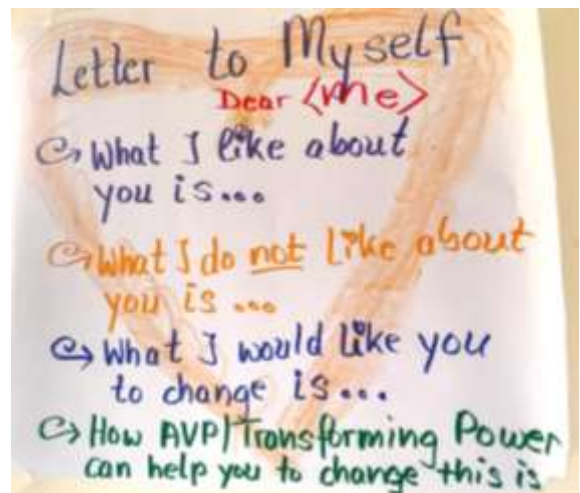 Letter to Myself
Dear <me>
What I like about
you is...
What I do not like about
you is ...
What I would like you
to change is...
How AVP/Transforming Power
can help you to change this is